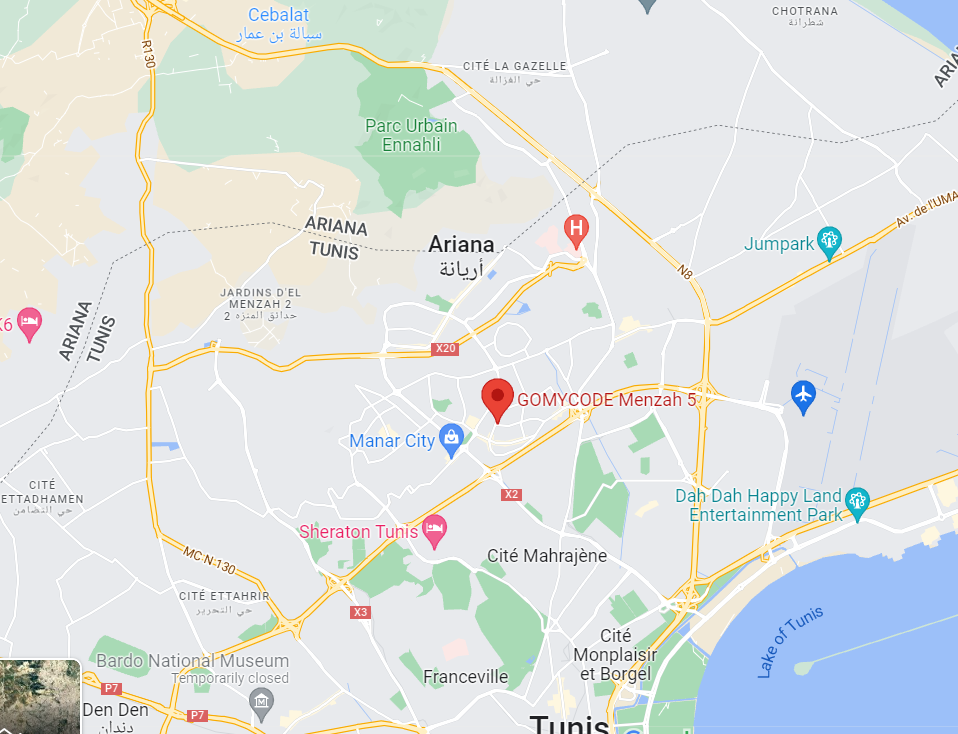 CHOTRANA
شطرانة
Cebalat
سبالة بن عمار
R130
CITÉ LA GAZELLE
حي الغزالة
Parc Urbain
Ennahli
ARIANA
TUNIS
Ariana
أريانة
H
Jumpark
Av. de l'UMA
N8
JARDINS D'EL
MENZAH 2
حدائق المنزه 2
K6
ARIANA
TUNIS
X20
GOMYCODE Menzah 5
Manar City
CITÉ
ETTADHAMEN
حي التضامن
X2
Dah Dah Happy Land
Entertainment Park
Sheraton Tunis
Cité Mahrajène
MC N 130
CITÉ ETTAHRIR
حي التحرير
X3
Lake of Tunis
Cité
Monplaisir
et Borgel
Bardo National Museum
Temporarily closed
Franceville
P7
Den Den
دندان
P7
Tunis